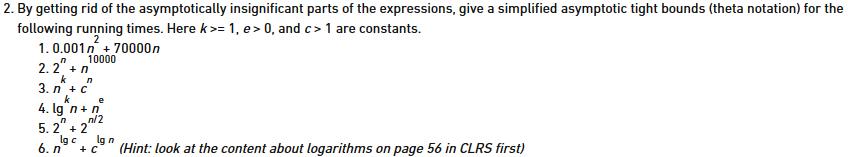 2. By getting rid of the asymptotically insignificant parts of the expressions, give a simplified asymptotic tight bounds (theta notation) for the
following running times. Here k >= 1, e > 0, and c > 1 are constants.
1. 0.001n² + 70000n
2. 2ⁿ + n¹⁰⁰⁰⁰
3. nᵏ + cⁿ
4. lgᵏ n + nᵉ
5. 2ⁿ + 2ⁿᐟ²
6. n^(lg c) + c^(lg n) (Hint: look at the content about logarithms on page 56 in CLRS first)